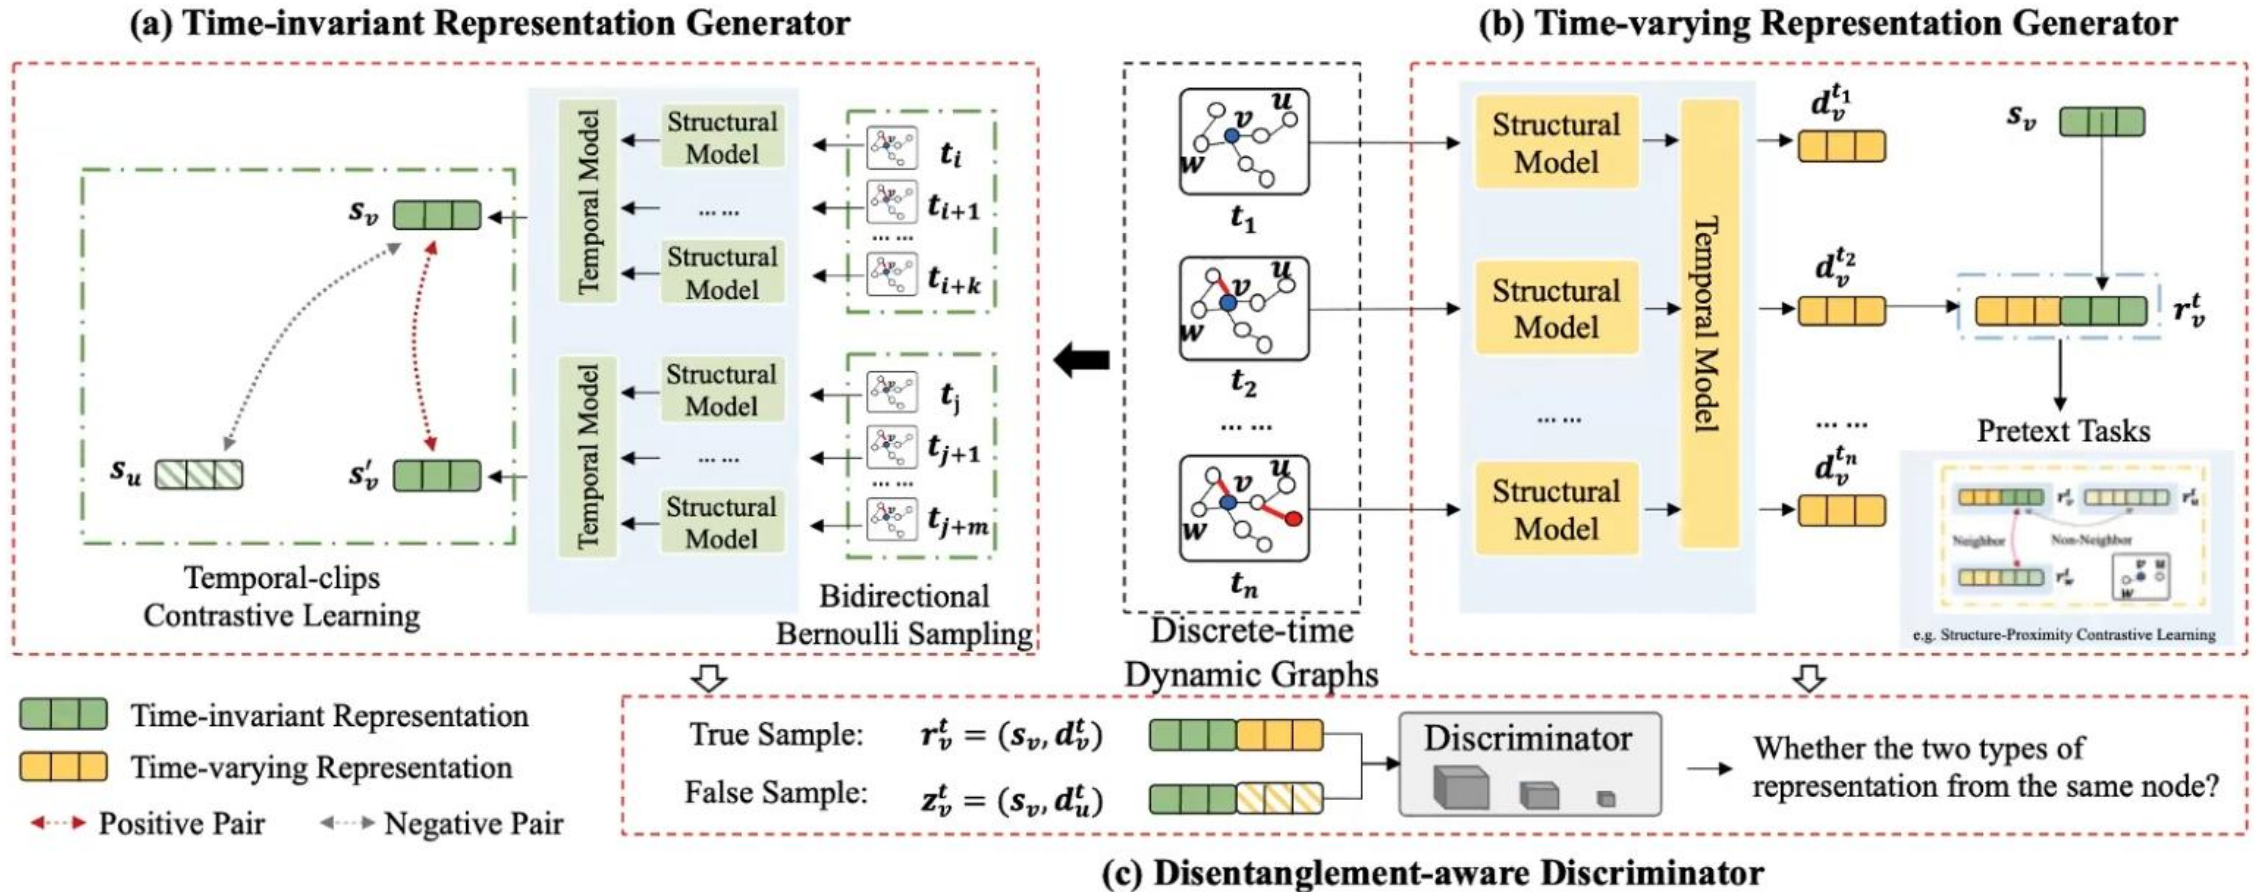 (a) Time-invariant Representation Generator
(b) Time-varying Representation Generator
Temporal Model
Structural
Model
... ...
Structural
Model
t_i
t_{i+1}
... ...
t_{i+k}
s_v
Temporal Model
Structural
Model
... ...
Structural
Model
t_j
t_{j+1}
... ...
t_{j+m}
s_u
s'_v
Temporal-clips
Contrastive Learning
Bidirectional
Bernoulli Sampling
u
v
w
t_1
u
v
w
t_2
... ...
u
v
w
t_n
Discrete-time
Dynamic Graphs
Structural
Model
Structural
Model
... ...
Structural
Model
Temporal Model
d_v^{t_1}
d_v^{t_2}
... ...
d_v^{t_n}
s_v
r_v^t
Pretext Tasks
r_v^t
r_u^t
Neighbor
Non-Neighbor
r_w^t
v u
w
e.g. Structure-Proximity Contrastive Learning
Time-invariant Representation
Time-varying Representation
Positive Pair
Negative Pair
True Sample: r_v^t = (s_v, d_v^t)
False Sample: z_v^t = (s_v, d_u^t)
Discriminator
Whether the two types of
representation from the same node?
(c) Disentanglement-aware Discriminator